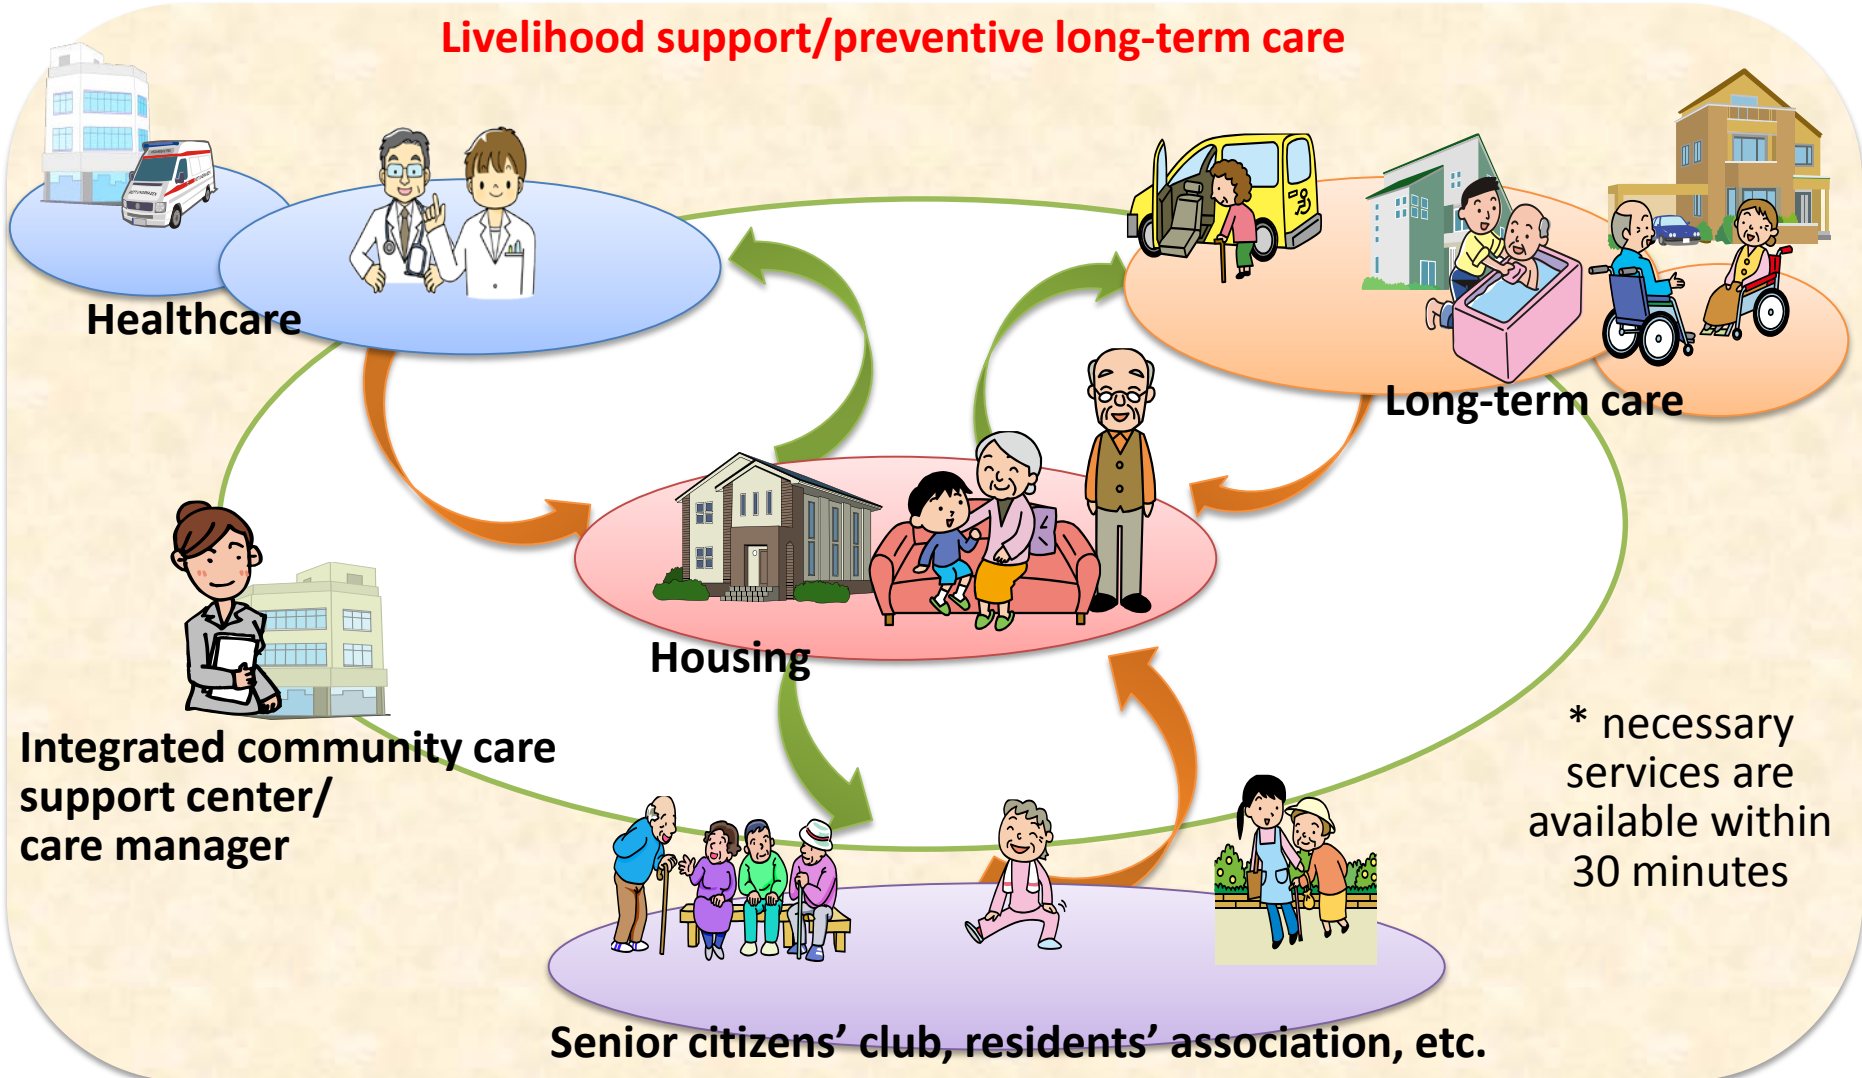 Livelihood support/preventive long-term care
Healthcare
Long-term care
Housing
Integrated community care
support center/
care manager
* necessary
services are
available within
30 minutes
Senior citizens’ club, residents’ association, etc.